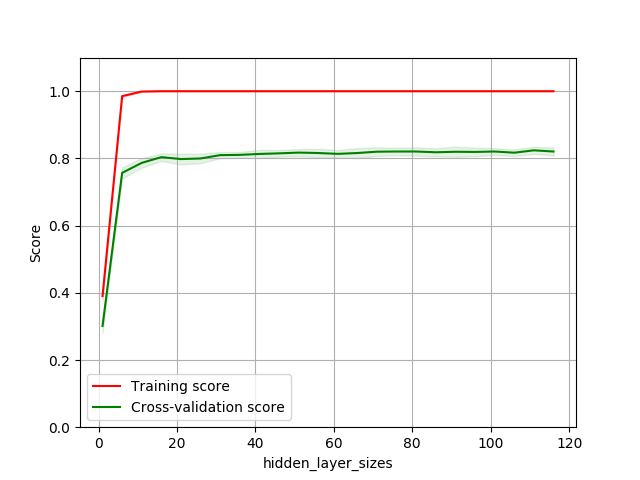 1.0
0.8
0.6
0.4
0.2
0.0
Score
Training score
Cross-validation score
0 20 40 60 80 100 120
hidden_layer_sizes